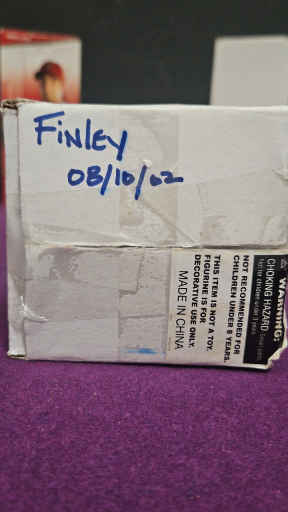 FiNlEY
08/10/02
WARNING:
CHOKING HAZARD
NOT RECOMMENDED FOR
CHILDREN UNDER 8 YEARS.
THIS ITEM IS NOT A TOY.
FIGURINE IS FOR
DECORATIVE USE ONLY.
MADE IN CHINA